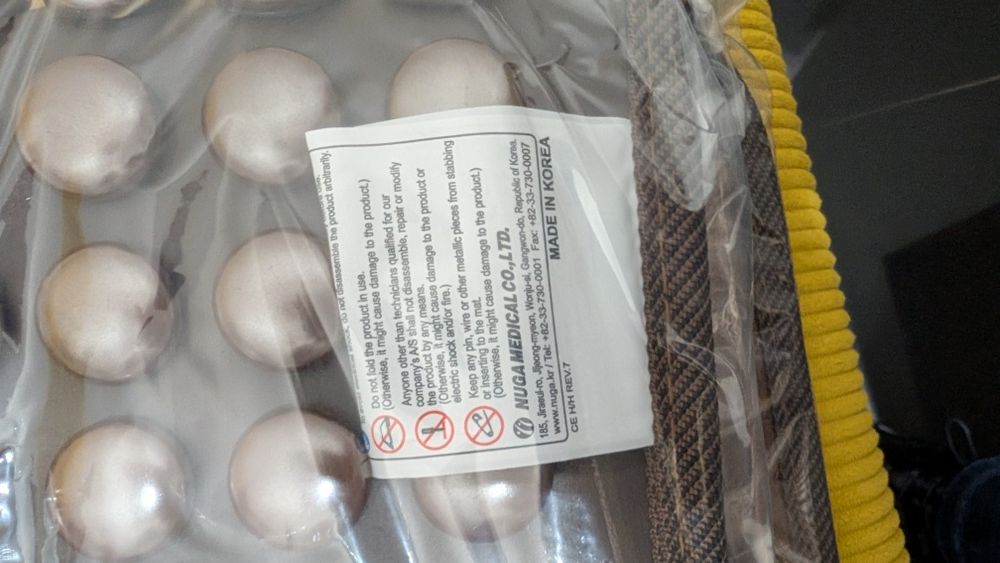 do not disassemble the product arbitrarily.
Do not fold the product in use.
(Otherwise, it might cause damage to the product.)
Anyone other than technicians qualified for our
company's A/S shall not disassemble, repair or modify
the product by any means.
(Otherwise, it might cause damage to the product or
electric shock and/or fire.)
Keep any pin, wire or other metallic pieces from stabbing
or inserting to the mat.
(Otherwise, it might cause damage to the product.)
NUGA MEDICAL CO., LTD.
185, Jiraeul-ro, Jijeong-myeon, Wonju-si, Gangwon-do, Republic of Korea.
www.nuga.kr / Tel: +82-33-730-0001 Fax: +82-33-730-0007
CE H/H REV.7
MADE IN KOREA